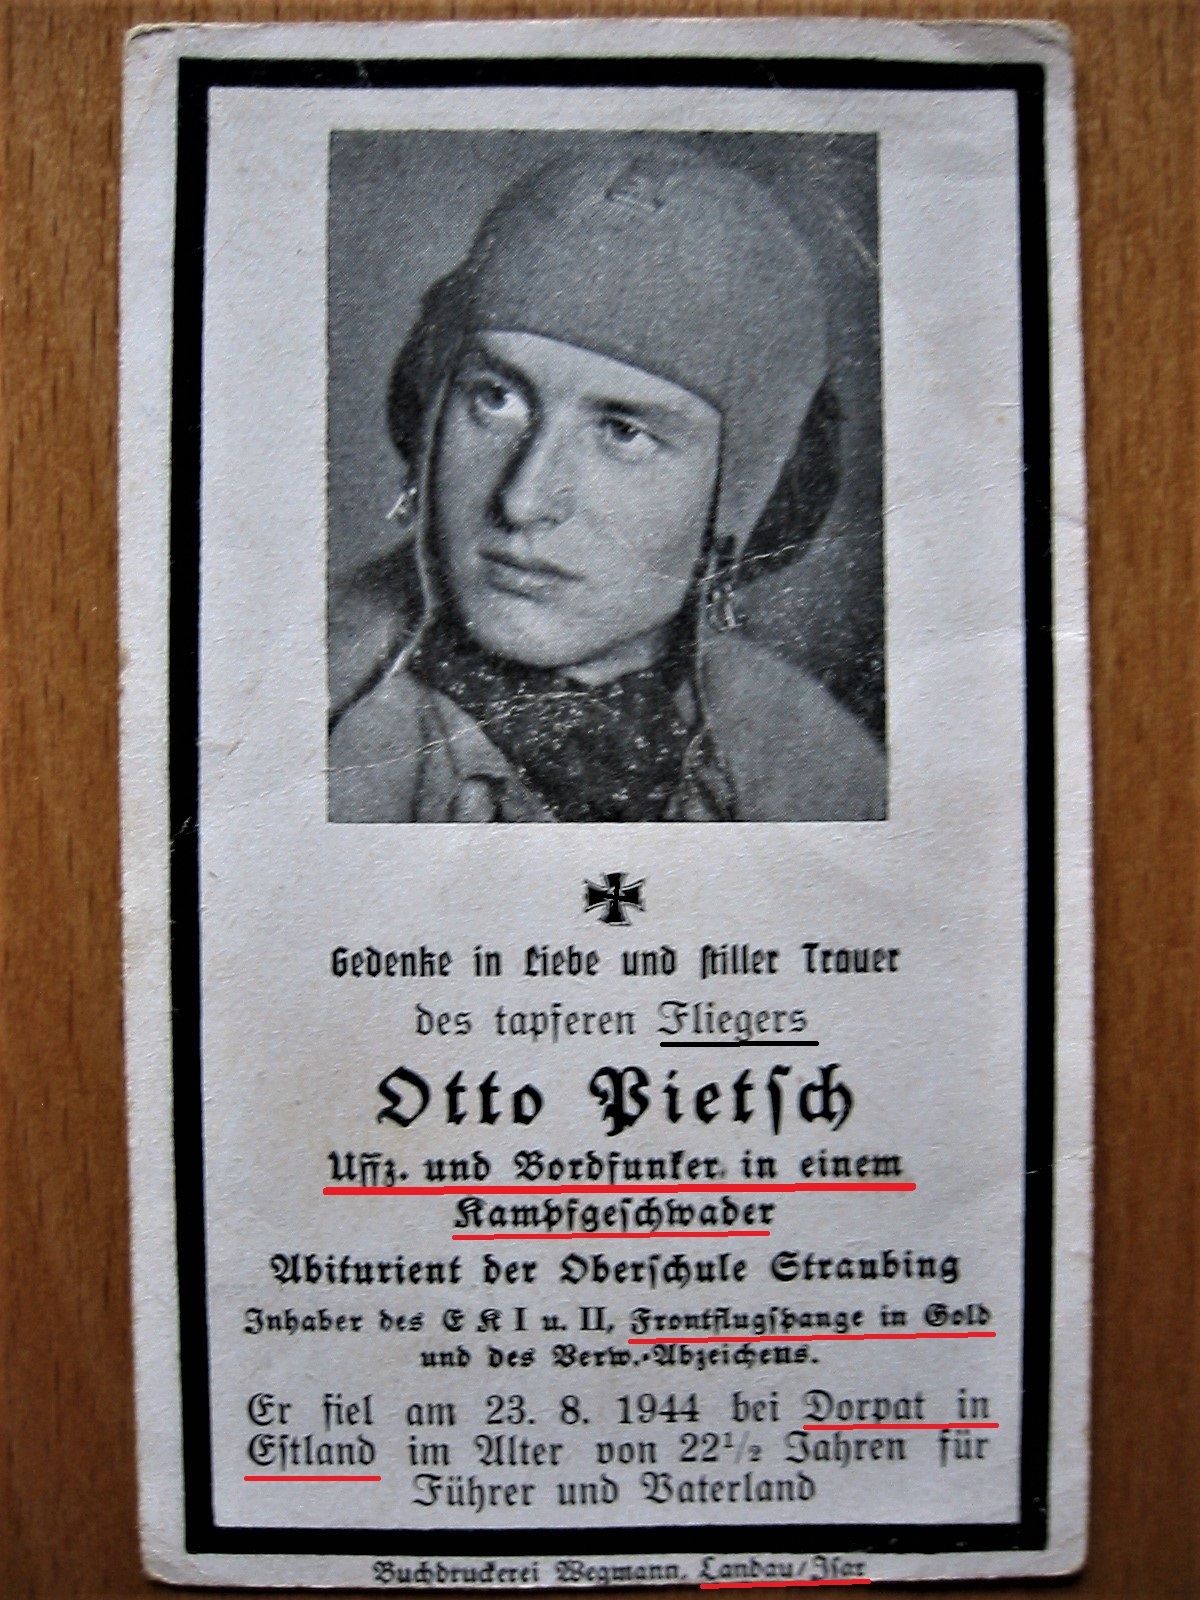 Gedenke in Liebe und stiller Trauer
des tapferen Fliegers
Otto Pietsch
Uffz. und Bordfunker in einem
Kampfgeschwader
Abiturient der Oberschule Straubing
Inhaber des E K I u. II, Frontflugspange in Gold
und des Verw.-Abzeichens.
Er fiel am 23. 8. 1944 bei Dorpat in
Estland im Alter von 22½ Jahren für
Führer und Vaterland
Buchdruckerei Wegmann, Landau/Isar